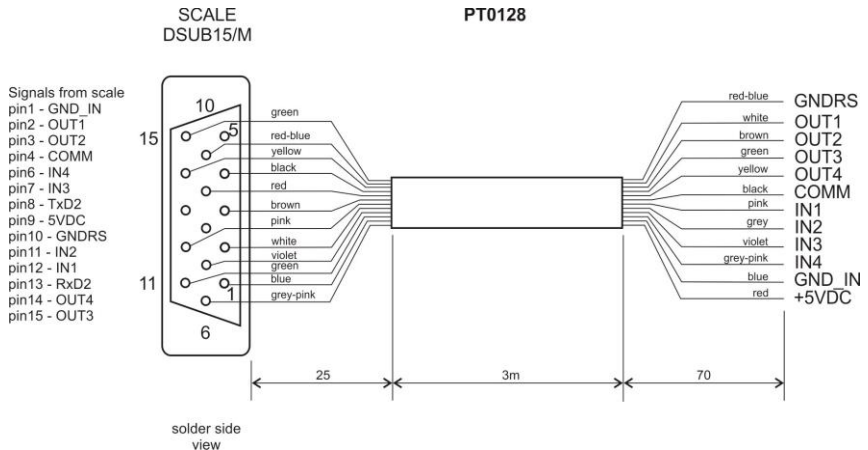 SCALE
DSUB15/M
PT0128
Signals from scale
pin1 - GND_IN
pin2 - OUT1
pin3 - OUT2
pin4 - COMM
pin6 - IN4
pin7 - IN3
pin8 - TxD2
pin9 - 5VDC
pin10 - GNDRS
pin11 - IN2
pin12 - IN1
pin13 - RxD2
pin14 - OUT4
pin15 - OUT3
10
15
5
11
1
6
green
red-blue
yellow
black
red
brown
pink
white
violet
green
blue
grey-pink
red-blue GNDRS
white OUT1
brown OUT2
green OUT3
yellow OUT4
black COMM
pink IN1
grey IN2
violet IN3
grey-pink IN4
blue GND_IN
red +5VDC
25
3m
70
solder side
view